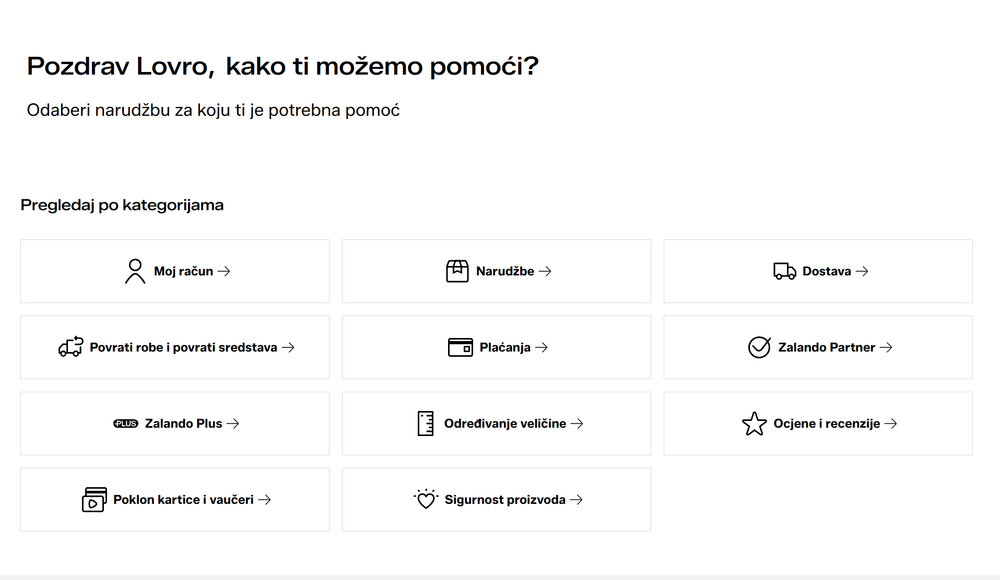 Pozdrav Lovro, kako ti možemo pomoći?
Odaberi narudžbu za koju ti je potrebna pomoć
Pregledaj po kategorijama
Moj račun
Narudžbe
Dostava
Povrati robe i povrati sredstava
Plaćanja
Zalando Partner
+PLUS Zalando Plus
Određivanje veličine
Ocjene i recenzije
Poklon kartice i vaučeri
Sigurnost proizvoda